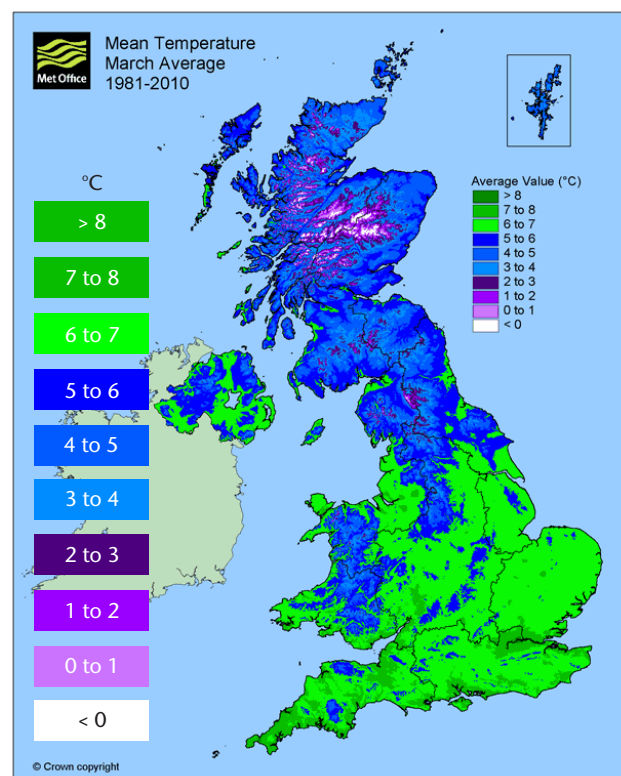 Met Office
Mean Temperature
March Average
1981-2010
°C
> 8
7 to 8
6 to 7
5 to 6
4 to 5
3 to 4
2 to 3
1 to 2
0 to 1
< 0
Average Value (°C)
> 8
7 to 8
6 to 7
5 to 6
4 to 5
3 to 4
2 to 3
1 to 2
0 to 1
< 0
© Crown copyright